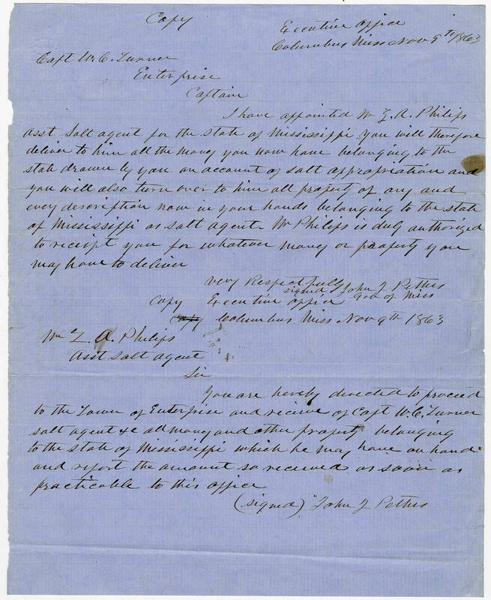 Copy
Executive office
Columbus Miss Nov 9th 1863
Capt W. C. Turner
Enterprise
Captain
I have appointed Mr Z. A. Philips
asst Salt agent for the state of Mississippi you will therefore
deliver to him all the money you now have belonging to the
state drawn by you on account of salt appropriation and
you will also turn over to him all propety of any and
every description now in your hands belonging to the state
of Mississippi as salt agent. Mr Philips is duly authorized
to receipt you for whatever money or propety you
may have to deliver
very Respectfully
signed John J Pettus
Gov of Miss
Copy Executive office
Columbus Miss Nov 9th 1863
Mr Z. A. Philips
Asst Salt agent
Sir
You are hereby directed to proceed
to the Town of Enterprise and receive of Capt W. C. Turner
salt agent &c all money and other propety belonging
to the state of Mississippi which he may have on hand
and report the amount so received as soon as
practicable to this office
(signed) John J Pettus